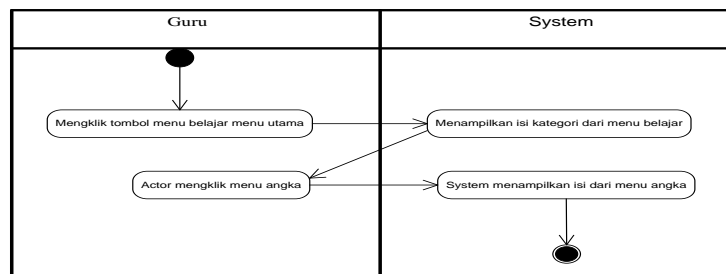 Guru
System
Mengklik tombol menu belajar menu utama
Menampilkan isi kategori dari menu belajar
Actor mengklik menu angka
System menampilkan isi dari menu angka